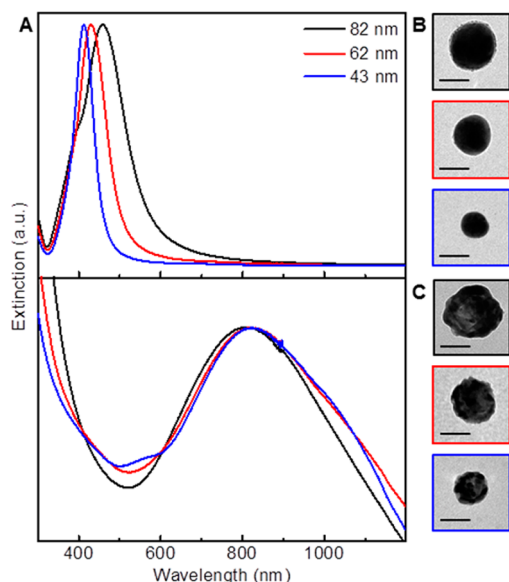 A
82 nm
62 nm
43 nm
B
C
Extinction (a.u.)
400 600 800 1000
Wavelength (nm)